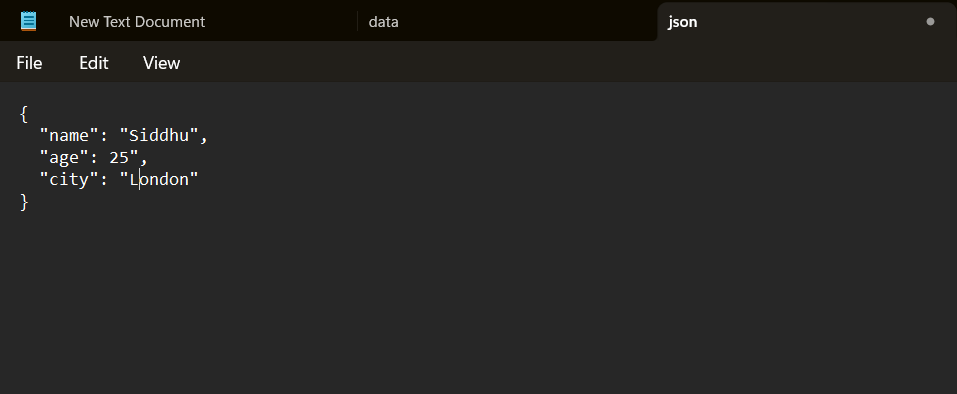 New Text Document data json
File Edit View
{
  "name": "Siddhu",
  "age": 25",
  "city": "London"
}